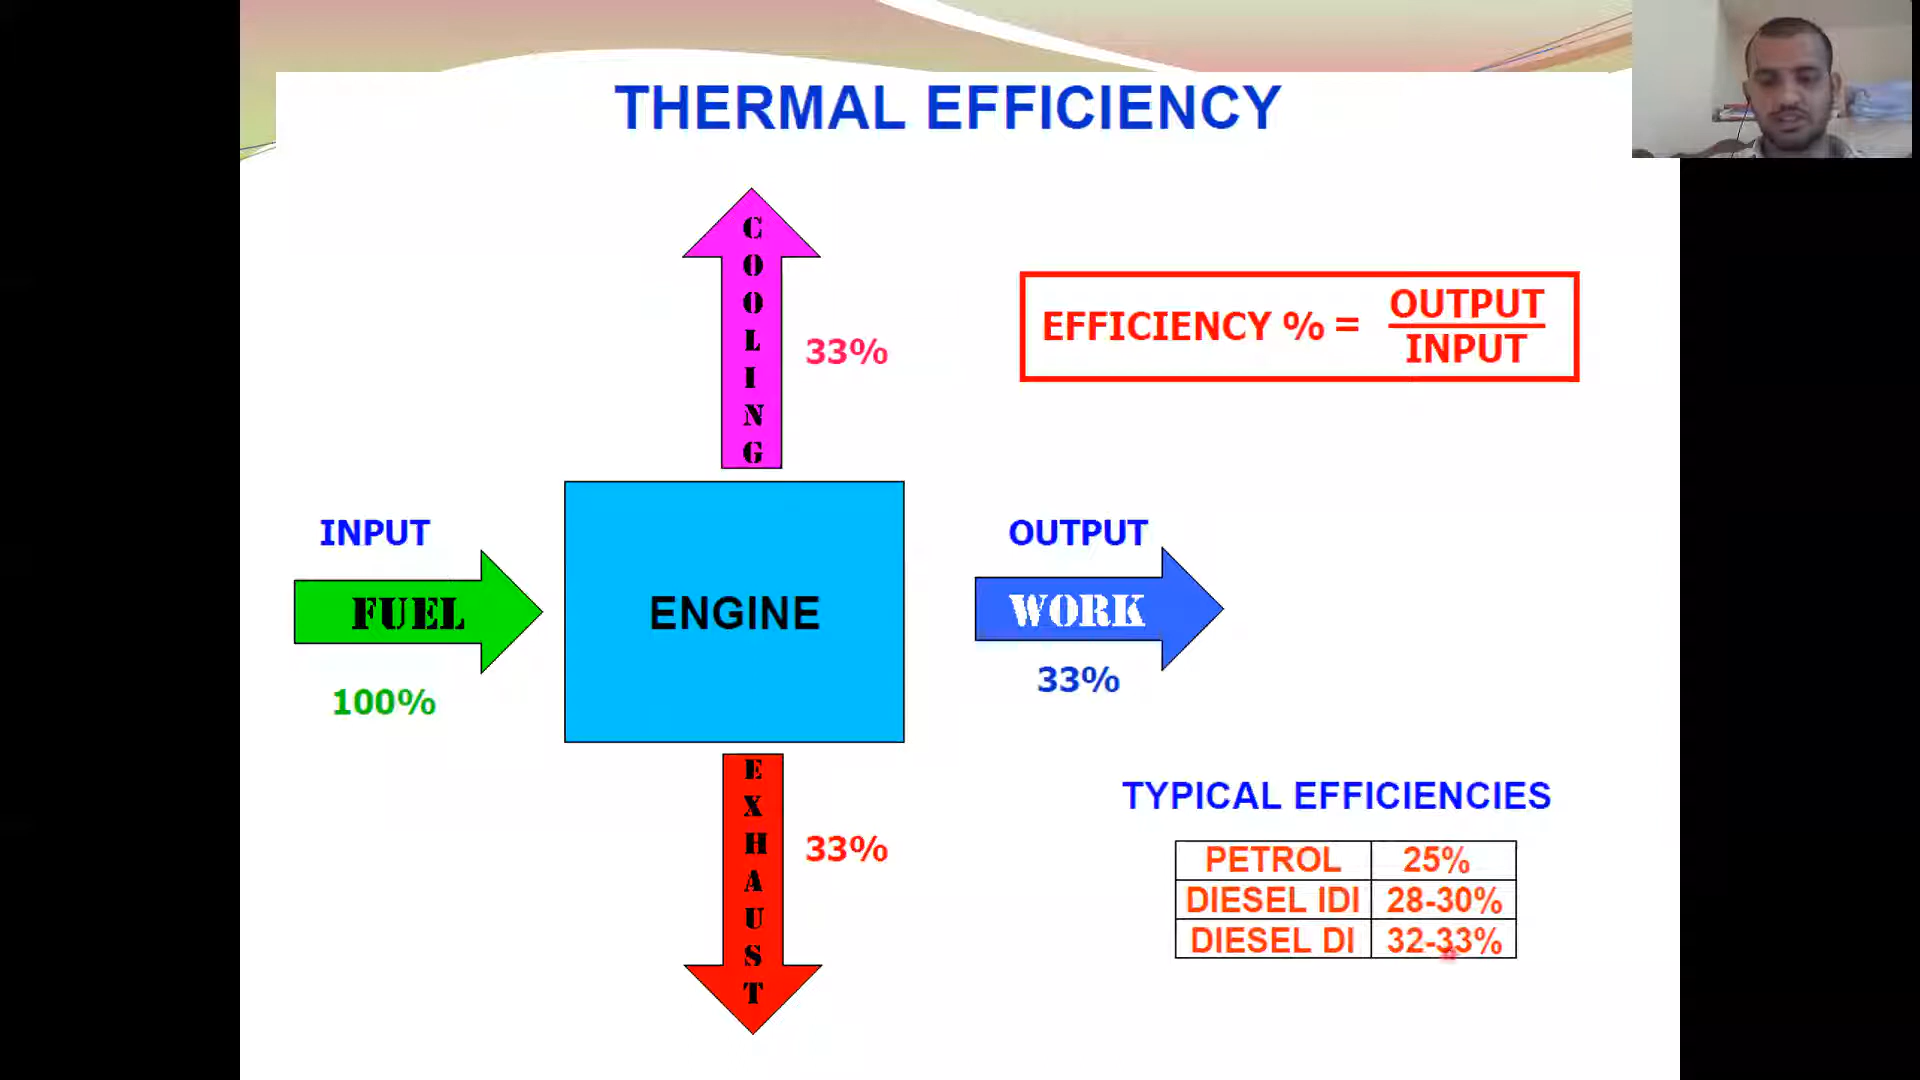 THERMAL EFFICIENCY
COOLING
33%
EFFICIENCY % = OUTPUT
INPUT
INPUT
FUEL
100%
ENGINE
OUTPUT
WORK
33%
EXHAUST
33%
TYPICAL EFFICIENCIES
PETROL 25%
DIESEL IDI 28-30%
DIESEL DI 32-33%